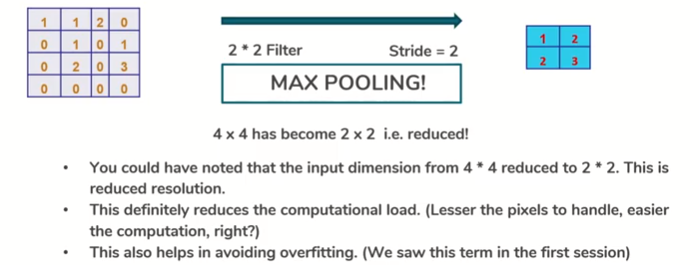 1 1 2 0
0 1 0 1
0 2 0 3
0 0 0 0
2 * 2 Filter Stride = 2
MAX POOLING!
1 2
2 3
4 x 4 has become 2 x 2 i.e. reduced!
• You could have noted that the input dimension from 4 * 4 reduced to 2 * 2. This is
reduced resolution.
• This definitely reduces the computational load. (Lesser the pixels to handle, easier
the computation, right?)
• This also helps in avoiding overfitting. (We saw this term in the first session)